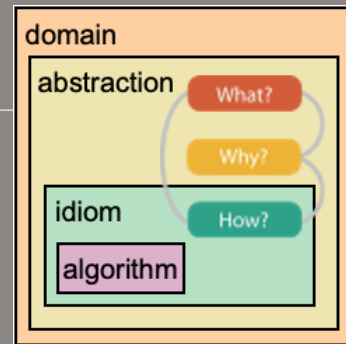 domain
abstraction
What?
Why?
idiom
How?
algorithm